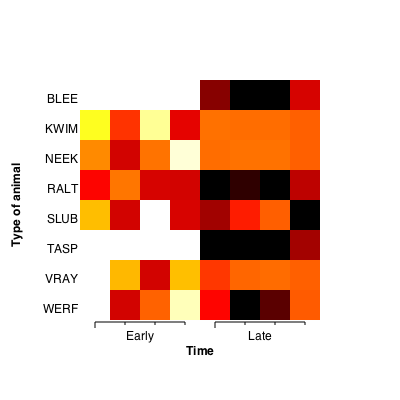 BLEE
KWIM
NEEK
RALT
SLUB
TASP
VRAY
WERF
Type of animal
Early Late
Time